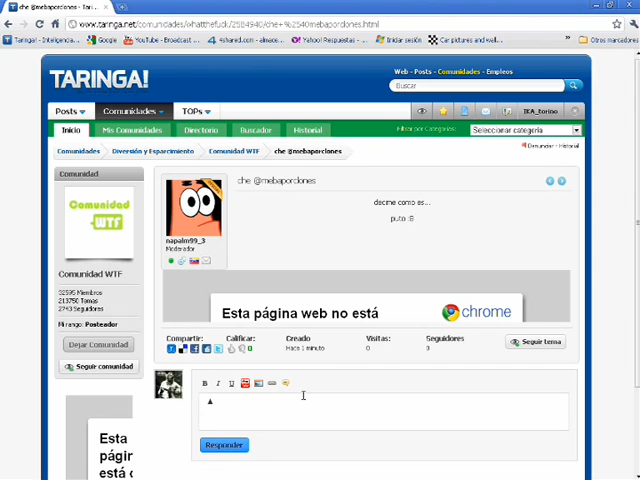 che @mebaporciones - T
www.taringa.net/comunidades/whatthefuck/2584940/che+%2540mebaporciones.html
Taringa! - Inteligencia... Google YouTube - Broadcast ... 4shared.com - almace... Yahoo! Respuestas - ... Iniciar sesión Car pictures and wall... » Otros marcadores
TARINGA!
Web - Posts - Comunidades - Empleos
Buscar
Posts Comunidades TOPs IKA_torino
Inicio Mis Comunidades Directorio Buscador Historial Filtrar por Categorías: Seleccionar categoría
Comunidades Diversión y Esparcimiento Comunidad WTF che @mebaporciones
Denunciar - Historial
Comunidad
Comunidad
WTF
Comunidad WTF
32595 Miembros
213750 Temas
2743 Seguidores
Mi rango: Posteador
Dejar Comunidad
Seguir comunidad
Esta
págin
está c
napalm99_3
Moderador
che @mebaporciones
decime como es...
puto :B
Esta página web no está
chrome
Compartir: Calificar: Creado Visitas: Seguidores
0 Hace 1 minuto 0 0
Seguir tema
B I U
Responder